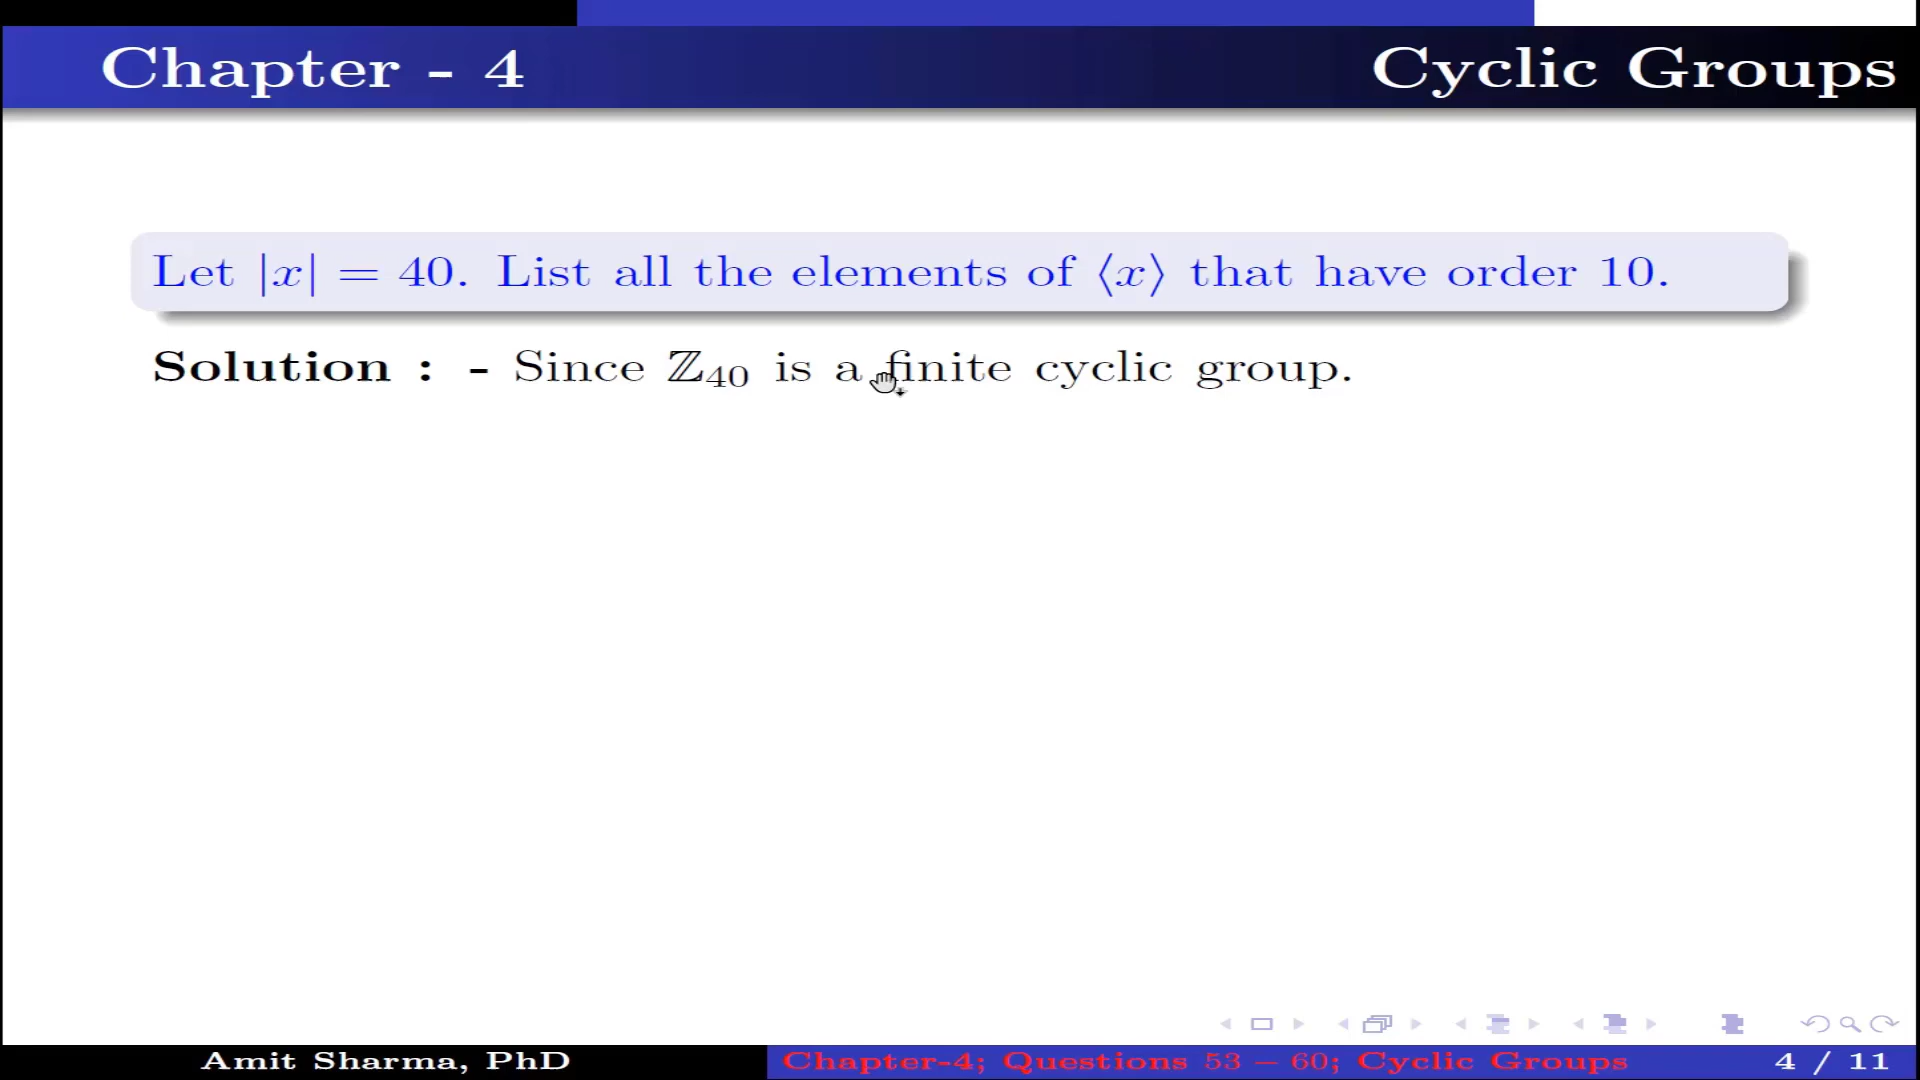 Chapter - 4 Cyclic Groups
Let |x| = 40. List all the elements of ⟨x⟩ that have order 10.
Solution : - Since ℤ₄₀ is a finite cyclic group.
Amit Sharma, PhD Chapter-4; Questions 53 – 60; Cyclic Groups 4 / 11